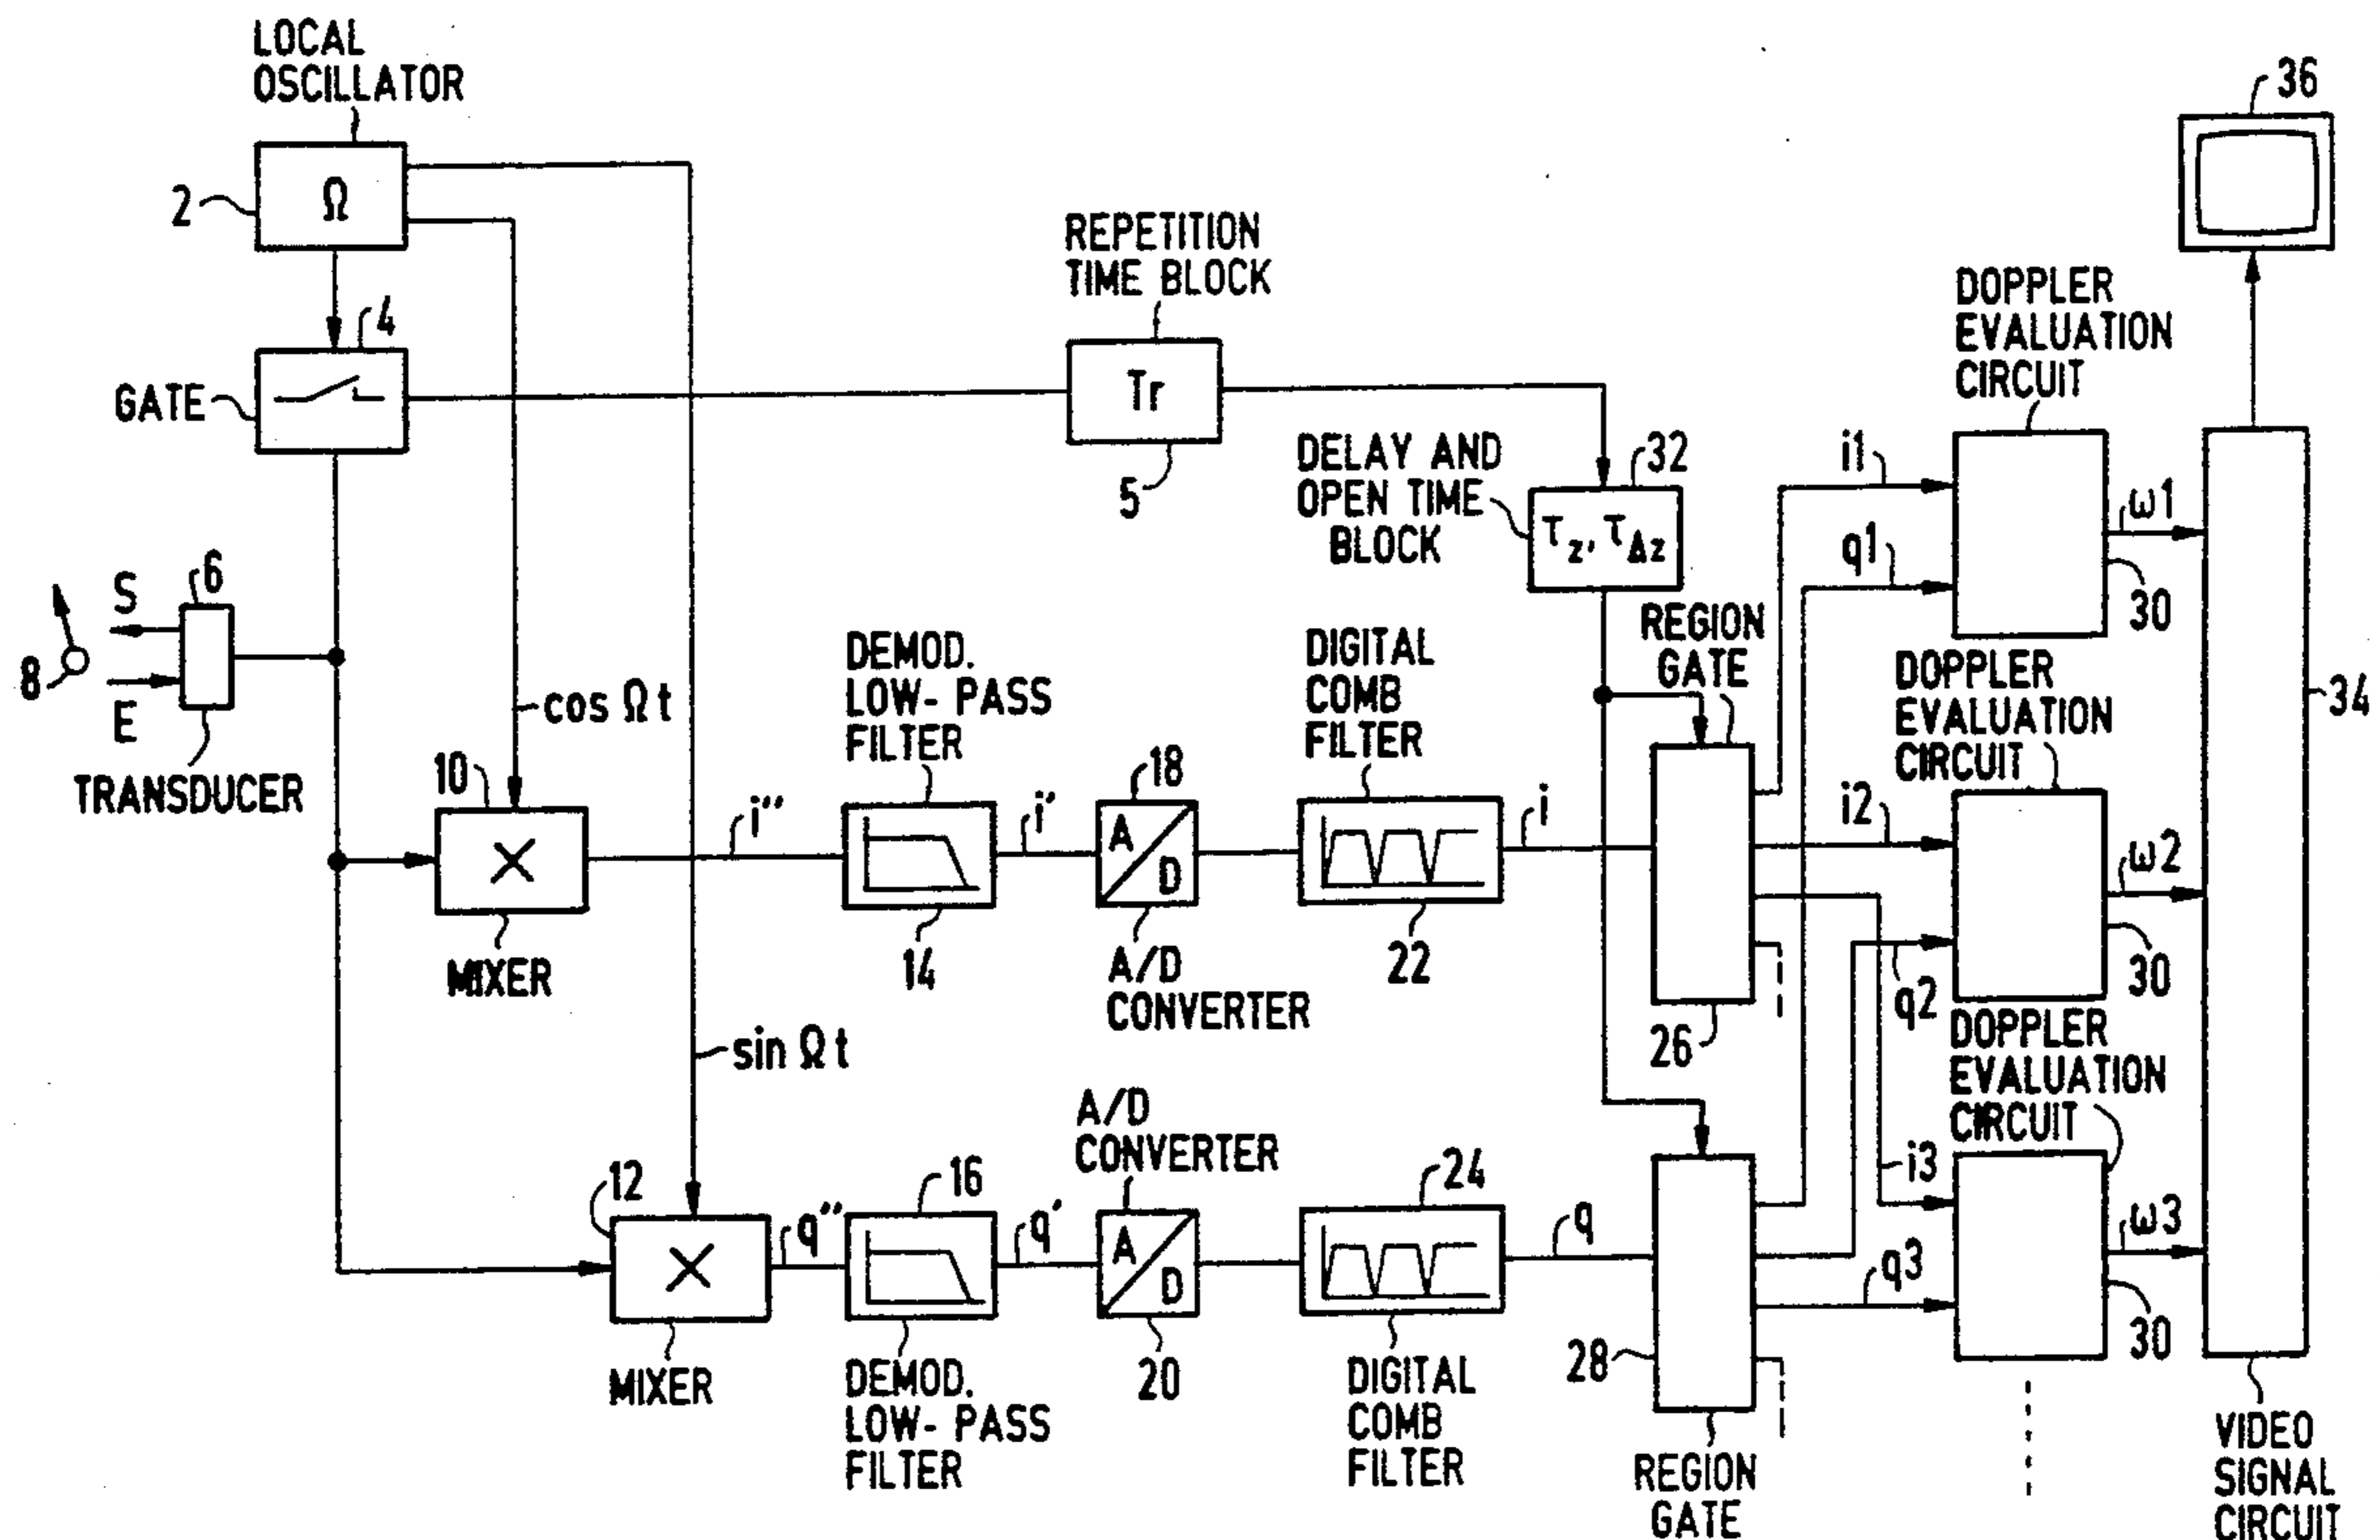 LOCAL
OSCILLATOR
2
Ω
36
REPETITION
TIME BLOCK
4
GATE
Tr
5
DOPPLER
EVALUATION
CIRCUIT
DELAY AND
OPEN TIME
BLOCK
32
τz, τΔz
i1
q1
ω1
30
6
S
8
E
TRANSDUCER
cos Ωt
DEMOD.
LOW- PASS
FILTER
DIGITAL
COMB
FILTER
REGION
GATE
DOPPLER
EVALUATION
CIRCUIT
34
10
X
MIXER
i''
14
i'
18
A
D
A/D
CONVERTER
22
i
26
i2
q2
ω2
30
sin Ωt
DOPPLER
EVALUATION
CIRCUIT
A/D
CONVERTER
12
X
MIXER
q''
16
q'
A
D
20
24
q
28
i3
q3
ω3
30
DEMOD.
LOW- PASS
FILTER
DIGITAL
COMB
FILTER
REGION
GATE
VIDEO
SIGNAL
CIRCUIT